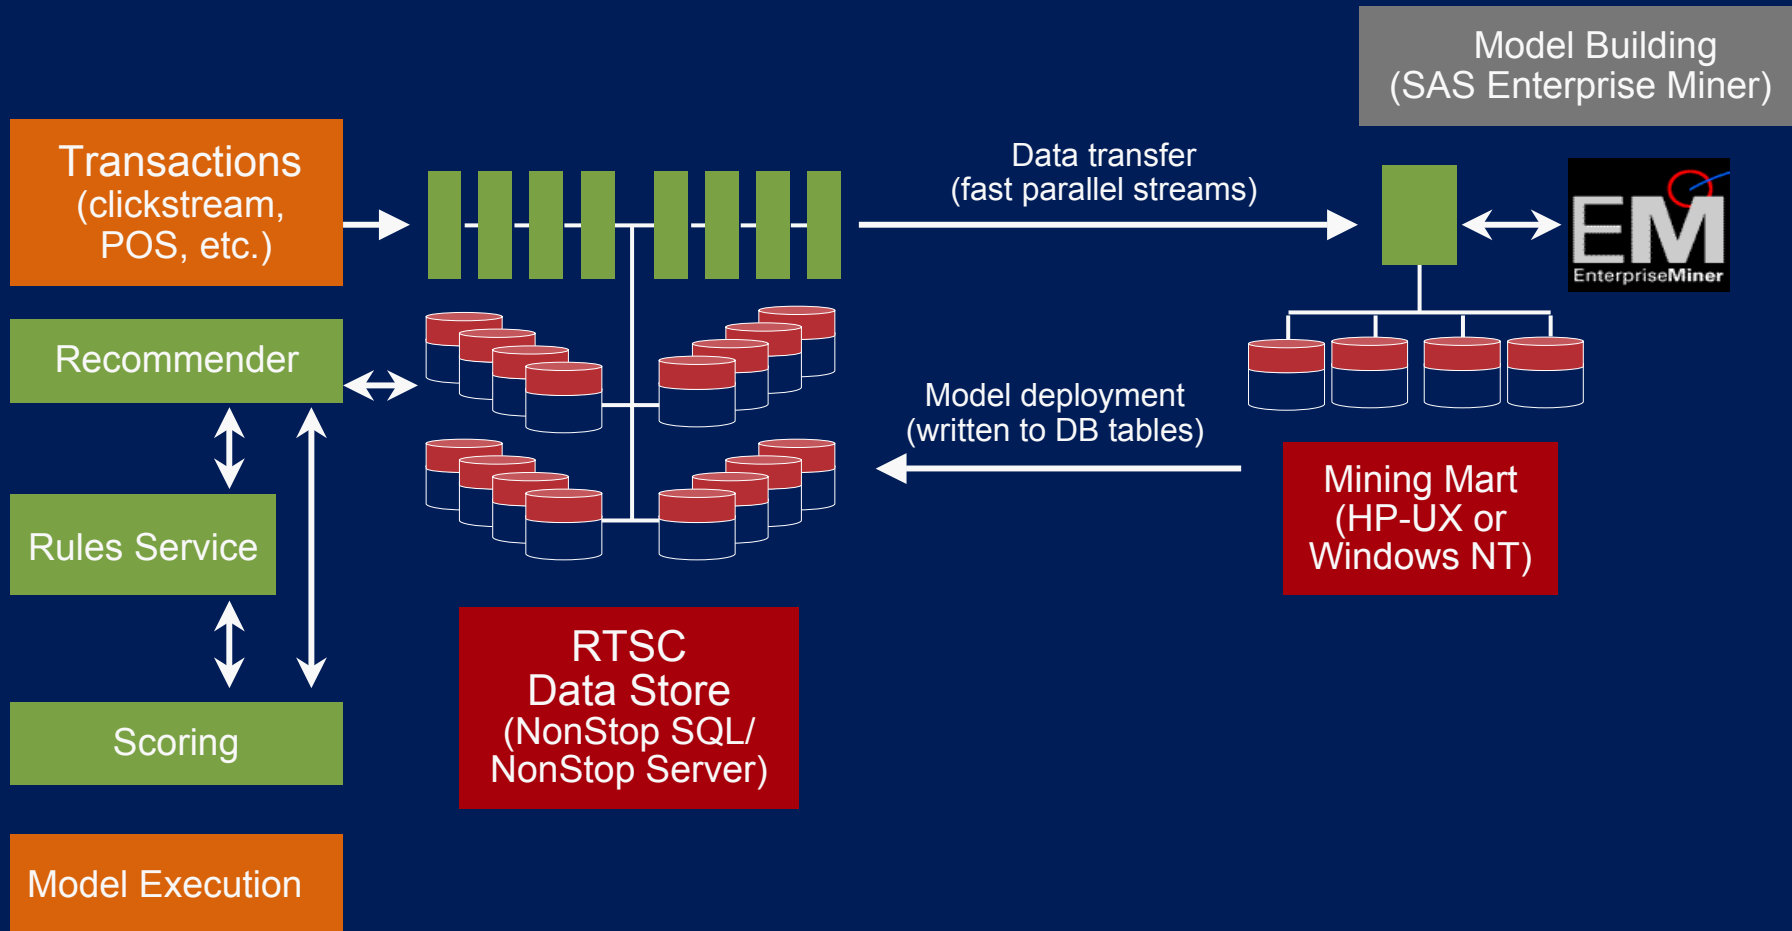 Model Building
(SAS Enterprise Miner)
Transactions
(clickstream,
POS, etc.)
Data transfer
(fast parallel streams)
EM
EnterpriseMiner
Recommender
Model deployment
(written to DB tables)
Mining Mart
(HP-UX or
Windows NT)
Rules Service
RTSC
Data Store
(NonStop SQL/
NonStop Server)
Scoring
Model Execution